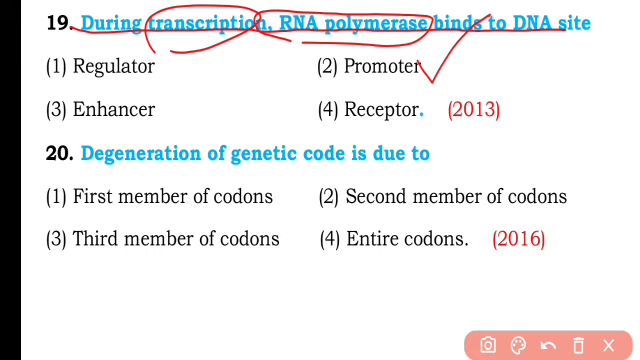 19. During transcription, RNA polymerase binds to DNA site
(1) Regulator (2) Promoter
(3) Enhancer (4) Receptor. (2013)
20. Degeneration of genetic code is due to
(1) First member of codons (2) Second member of codons
(3) Third member of codons (4) Entire codons. (2016)